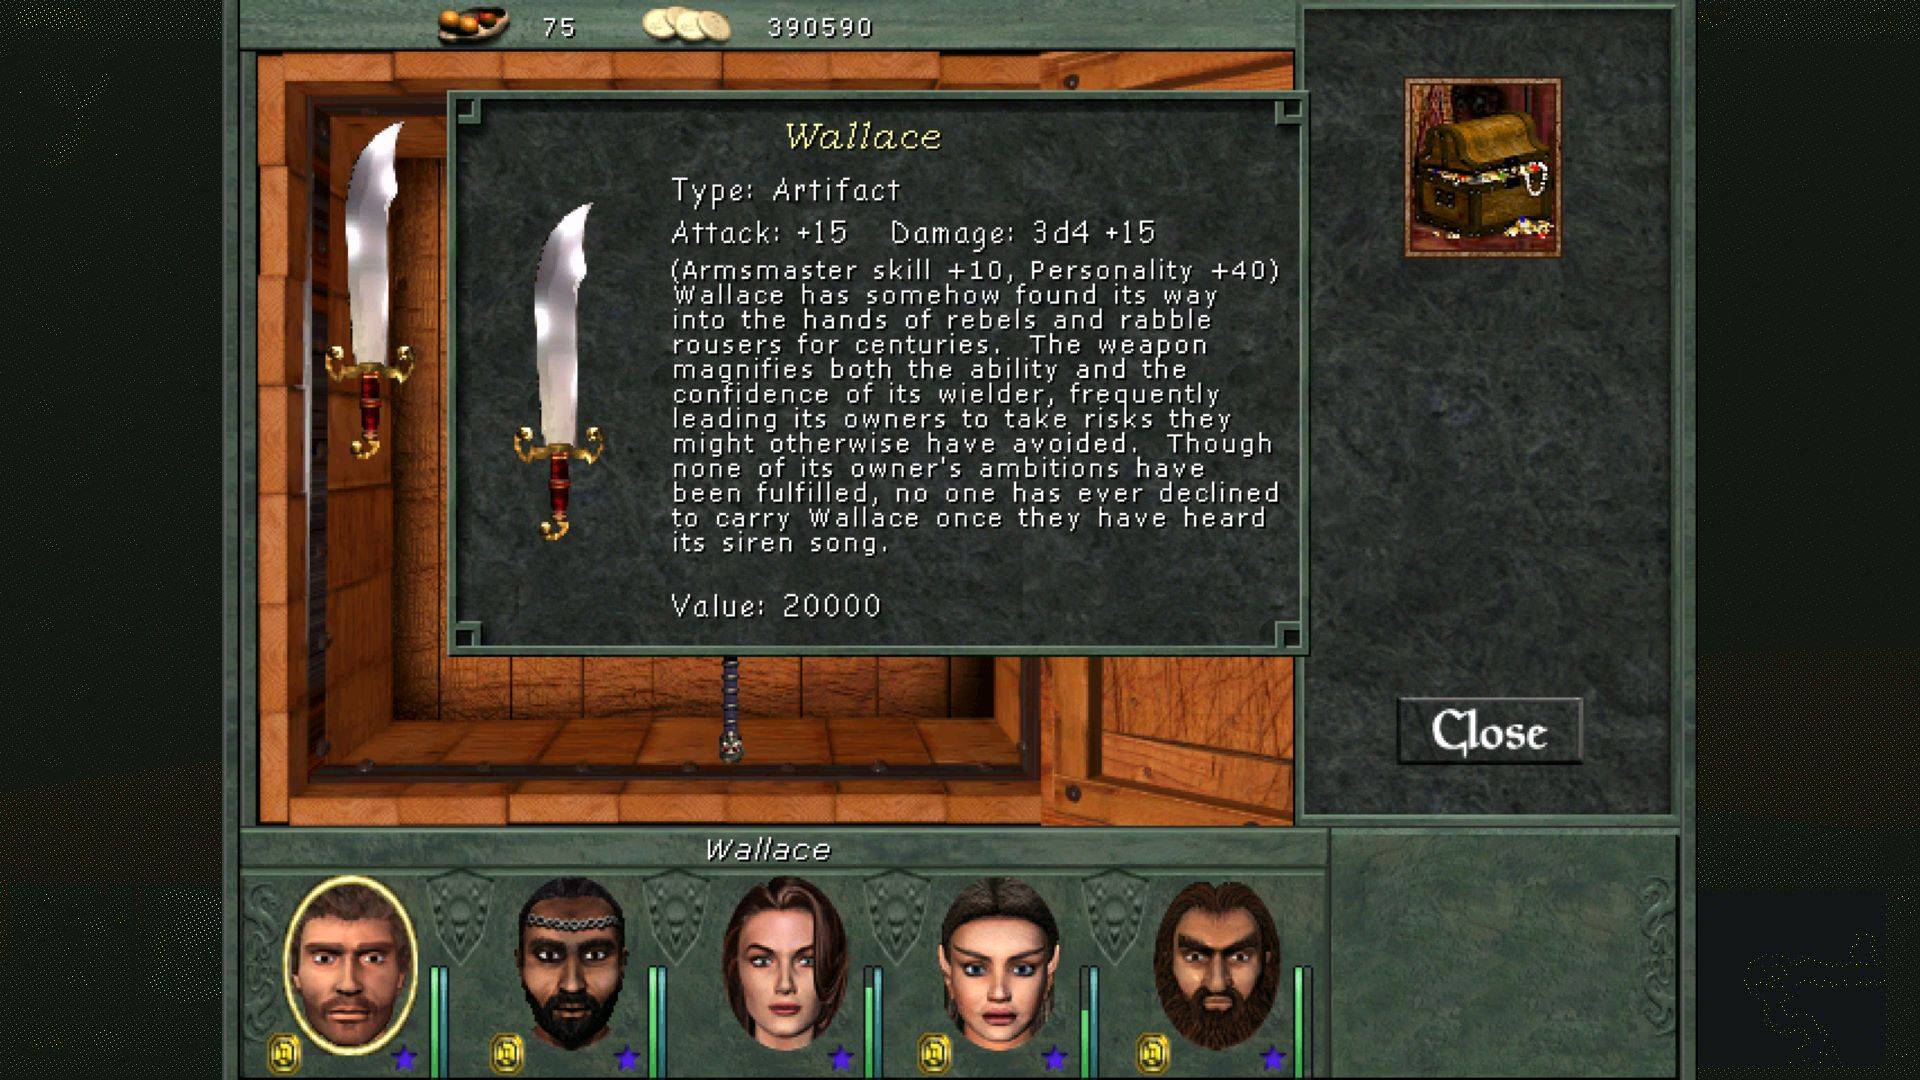 75 390590
Wallace
Type: Artifact
Attack: +15 Damage: 3d4 +15
(Armsmaster skill +10, Personality +40)
Wallace has somehow found its way
into the hands of rebels and rabble
rousers for centuries. The weapon
magnifies both the ability and the
confidence of its wielder, frequently
leading its owners to take risks they
might otherwise have avoided. Though
none of its owner's ambitions have
been fulfilled, no one has ever declined
to carry Wallace once they have heard
its siren song.
Value: 20000
Close
Wallace